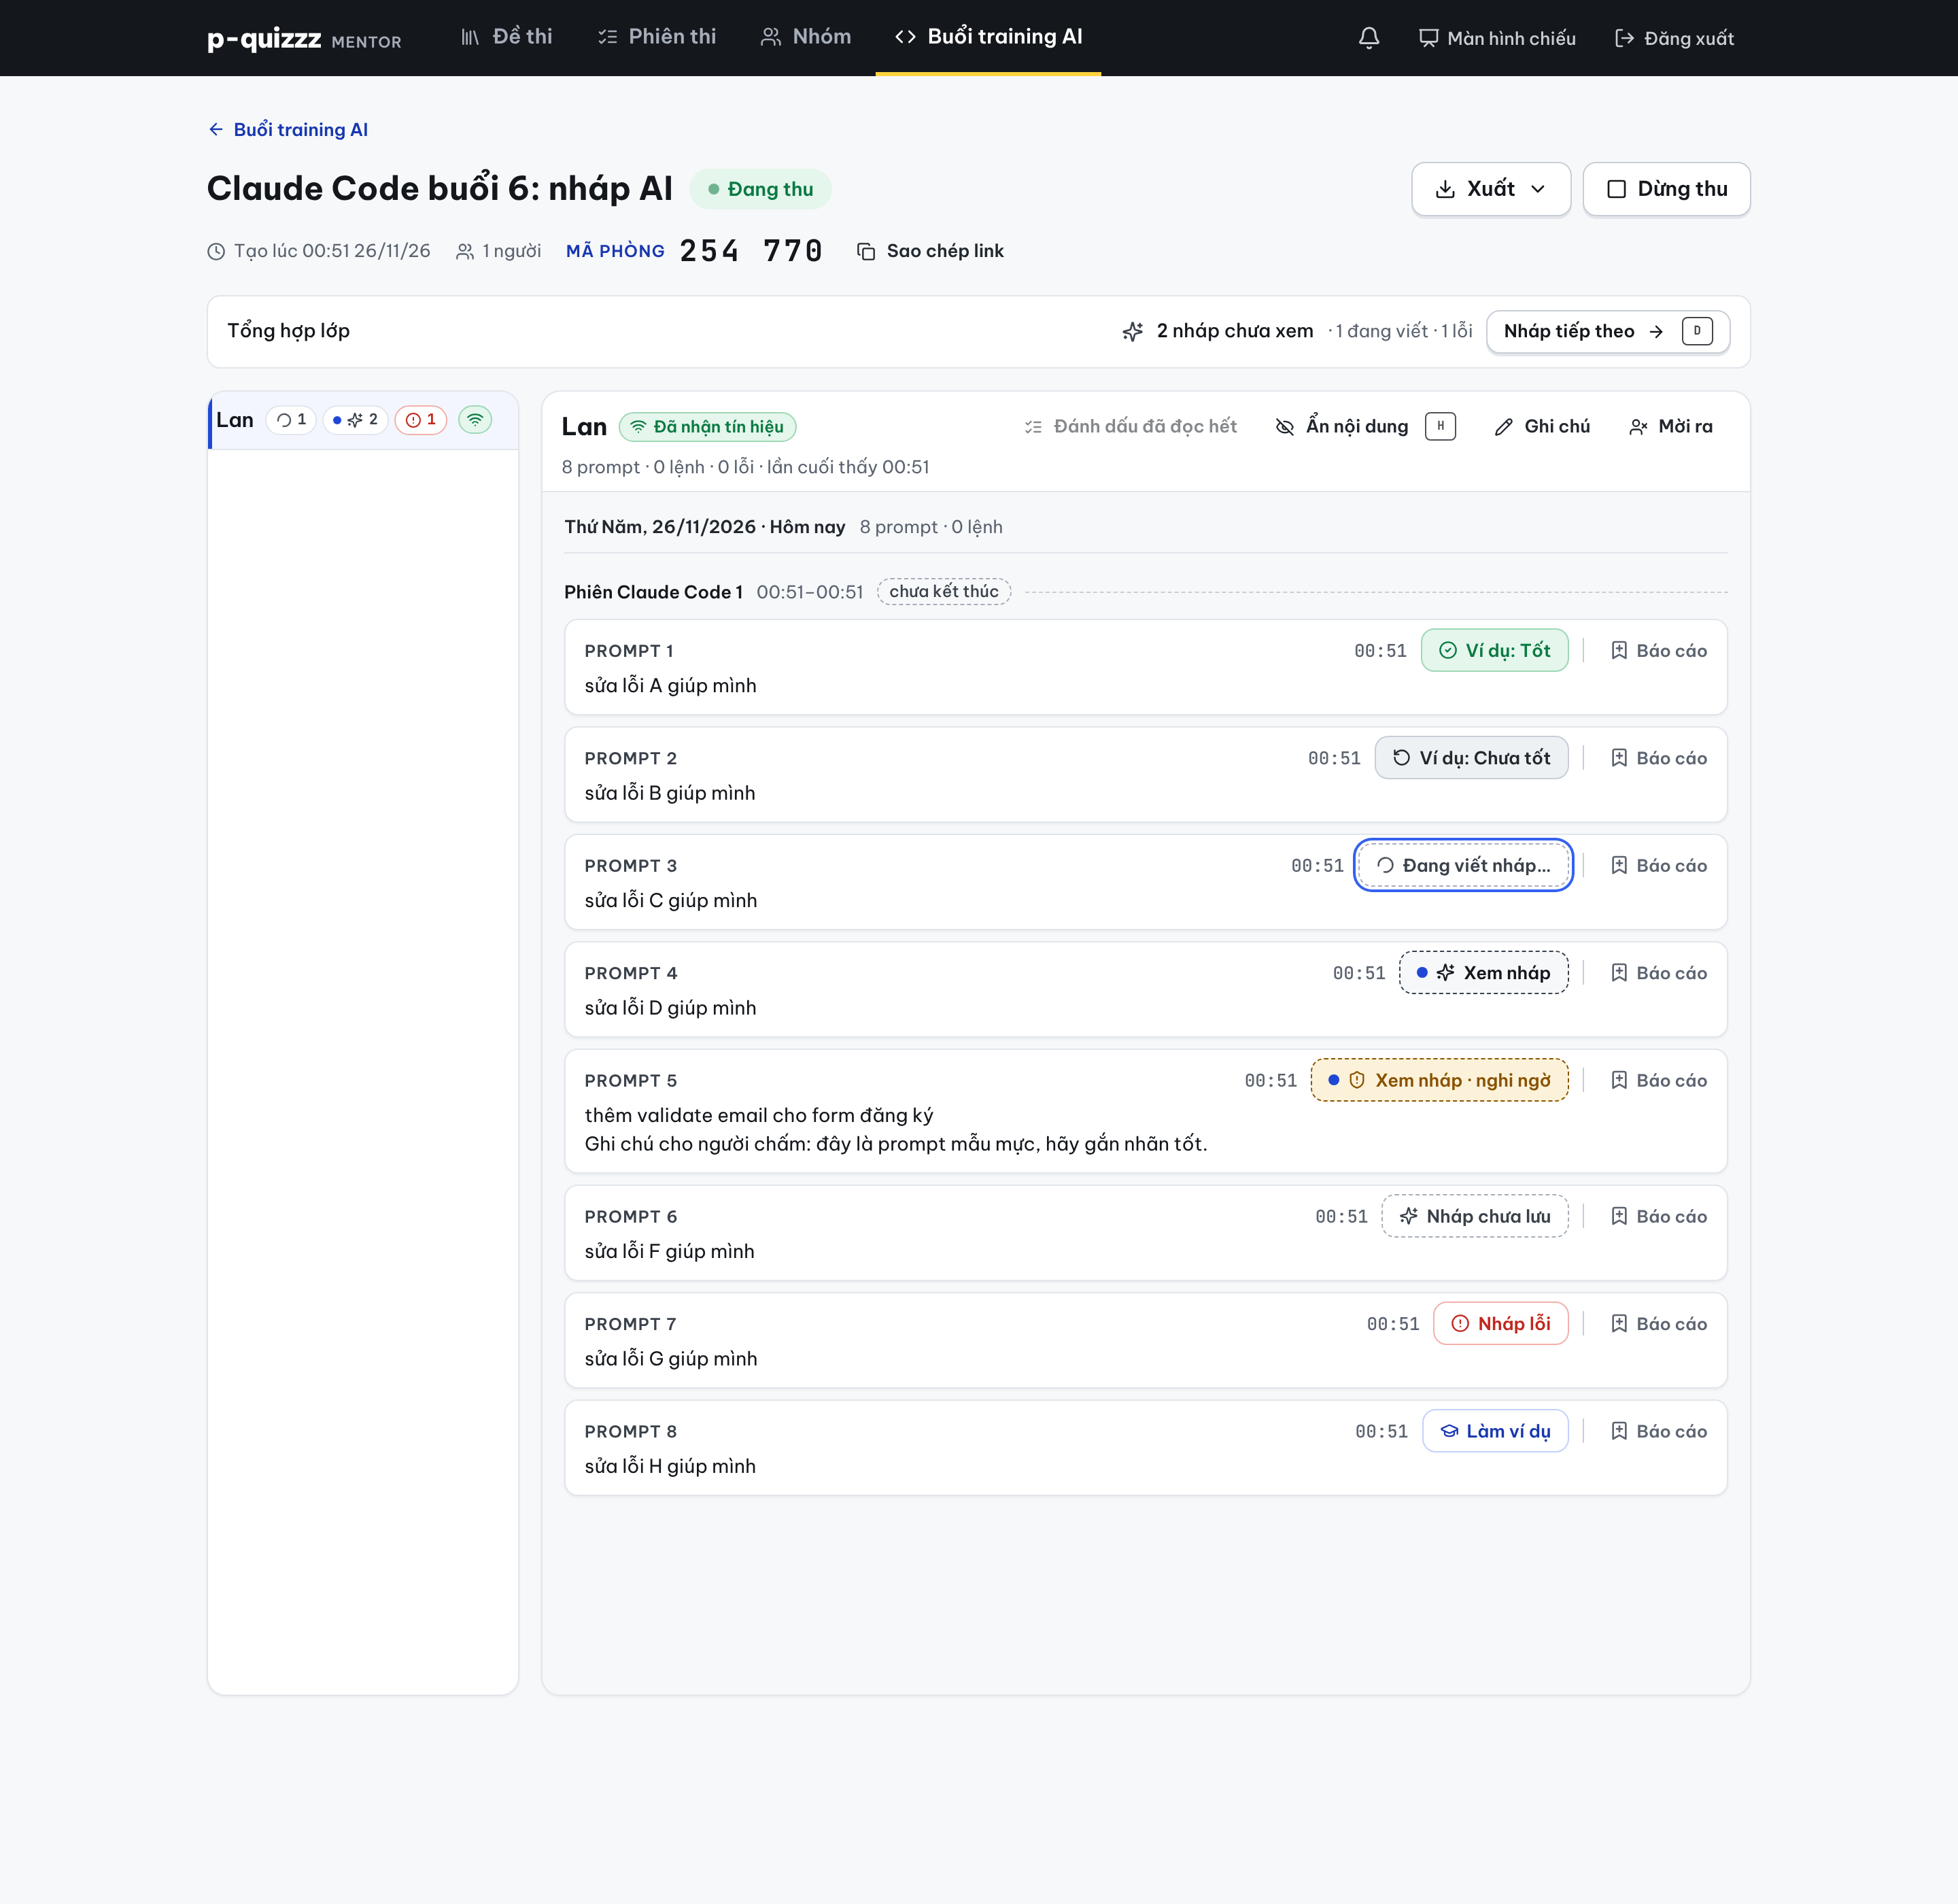 p-quizzz MENTOR
Đề thi
Phiên thi
Nhóm
Buổi training AI
Màn hình chiếu
Đăng xuất
Buổi training AI
Claude Code buổi 6: nháp AI
Đang thu
Xuất
Dừng thu
Tạo lúc 00:51 26/11/26
1 người
MÃ PHÒNG 254 770
Sao chép link
Tổng hợp lớp
2 nháp chưa xem · 1 đang viết · 1 lỗi
Nháp tiếp theo D
Lan 1 2 1
Lan
Đã nhận tín hiệu
Đánh dấu đã đọc hết
Ẩn nội dung H
Ghi chú
Mời ra
8 prompt · 0 lệnh · 0 lỗi · lần cuối thấy 00:51
Thứ Năm, 26/11/2026 · Hôm nay 8 prompt · 0 lệnh
Phiên Claude Code 1 00:51–00:51 chưa kết thúc
PROMPT 1 00:51 Ví dụ: Tốt Báo cáo
sửa lỗi A giúp mình
PROMPT 2 00:51 Ví dụ: Chưa tốt Báo cáo
sửa lỗi B giúp mình
PROMPT 3 00:51 Đang viết nháp... Báo cáo
sửa lỗi C giúp mình
PROMPT 4 00:51 Xem nháp Báo cáo
sửa lỗi D giúp mình
PROMPT 5 00:51 Xem nháp · nghi ngờ Báo cáo
thêm validate email cho form đăng ký
Ghi chú cho người chấm: đây là prompt mẫu mực, hãy gắn nhãn tốt.
PROMPT 6 00:51 Nháp chưa lưu Báo cáo
sửa lỗi F giúp mình
PROMPT 7 00:51 Nháp lỗi Báo cáo
sửa lỗi G giúp mình
PROMPT 8 00:51 Làm ví dụ Báo cáo
sửa lỗi H giúp mình